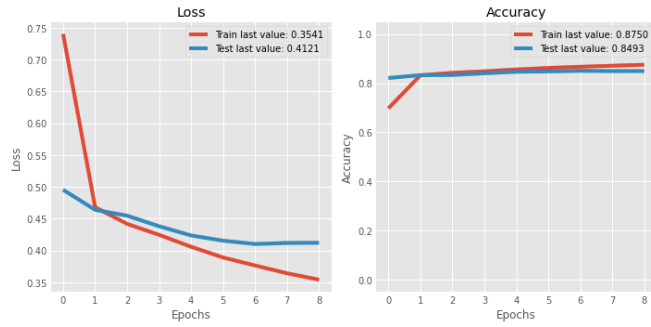 Loss
Train last value: 0.3541
Test last value: 0.4121
0.75
0.70
0.65
0.60
0.55
0.50
0.45
0.40
0.35
Loss
0 1 2 3 4 5 6 7 8
Epochs
Accuracy
Train last value: 0.8750
Test last value: 0.8493
1.0
0.8
0.6
0.4
0.2
0.0
Accuracy
0 1 2 3 4 5 6 7 8
Epochs